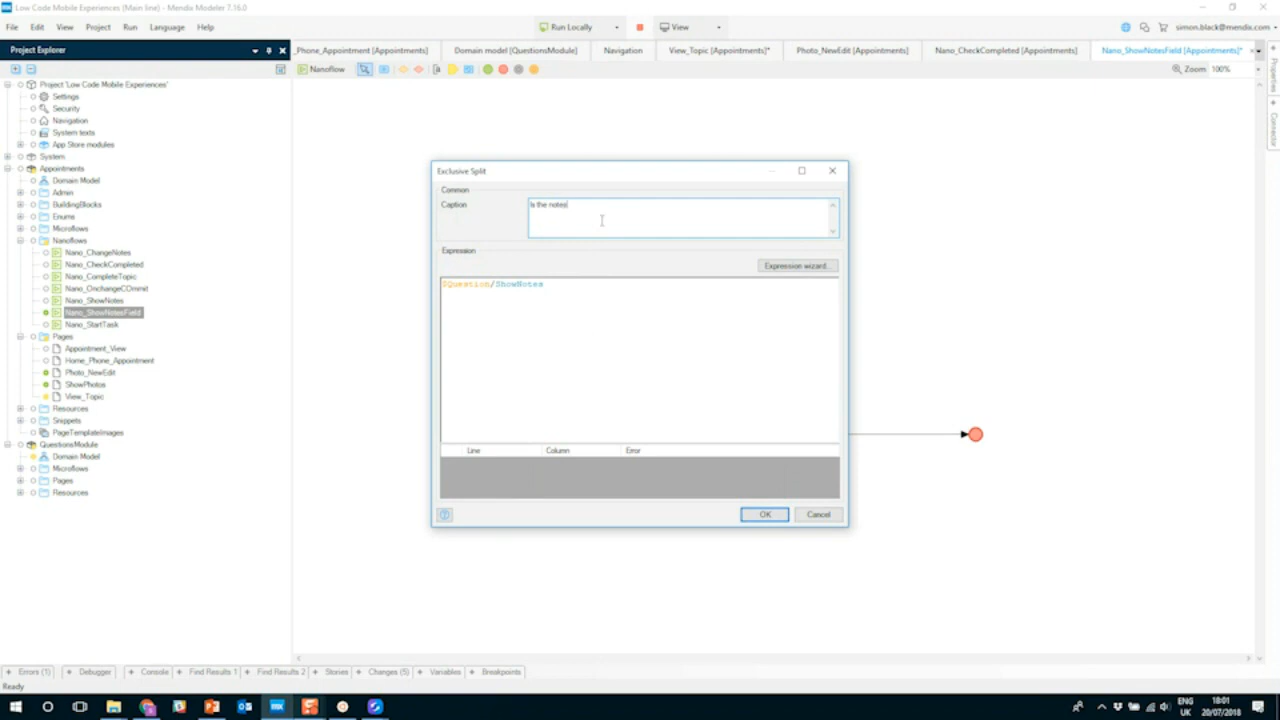 Low Code Mobile Experiences (Main line) - Mendix Modeler 7.16.0
File Edit View Project Run Language Help
Run Locally
View
simon.black@mendix.com
Project Explorer
_Phone_Appointment [Appointments]
Domain model [QuestionsModule]
Navigation
View_Topic [Appointments]*
Photo_NewEdit [Appointments]
Nano_CheckCompleted [Appointments]
Nano_ShowNotesField [Appointments]*
Nanoflow
Zoom 100%
Properties
Connector
Project 'Low Code Mobile Experiences'
Settings
Security
Navigation
System texts
App Store modules
System
Appointments
Domain Model
Admin
BuildingBlocks
Enums
Microflows
Nanoflows
Nano_ChangeNotes
Nano_CheckCompleted
Nano_CompleteTopic
Nano_OnchangeCOmmit
Nano_ShowNotes
Nano_ShowNotesField
Nano_StartTask
Pages
Appointment_View
Home_Phone_Appointment
Photo_NewEdit
ShowPhotos
View_Topic
Resources
Snippets
PageTemplateImages
QuestionsModule
Domain Model
Microflows
Pages
Resources
Exclusive Split
Common
Caption
Is the notes
Expression
Expression wizard...
$Question/ShowNotes
Line Column Error
OK Cancel
Errors (1)
Debugger
Console
Find Results 1
Find Results 2
Stories
Changes (5)
Variables
Breakpoints
Ready
ENG
UK
18:01
20/07/2018